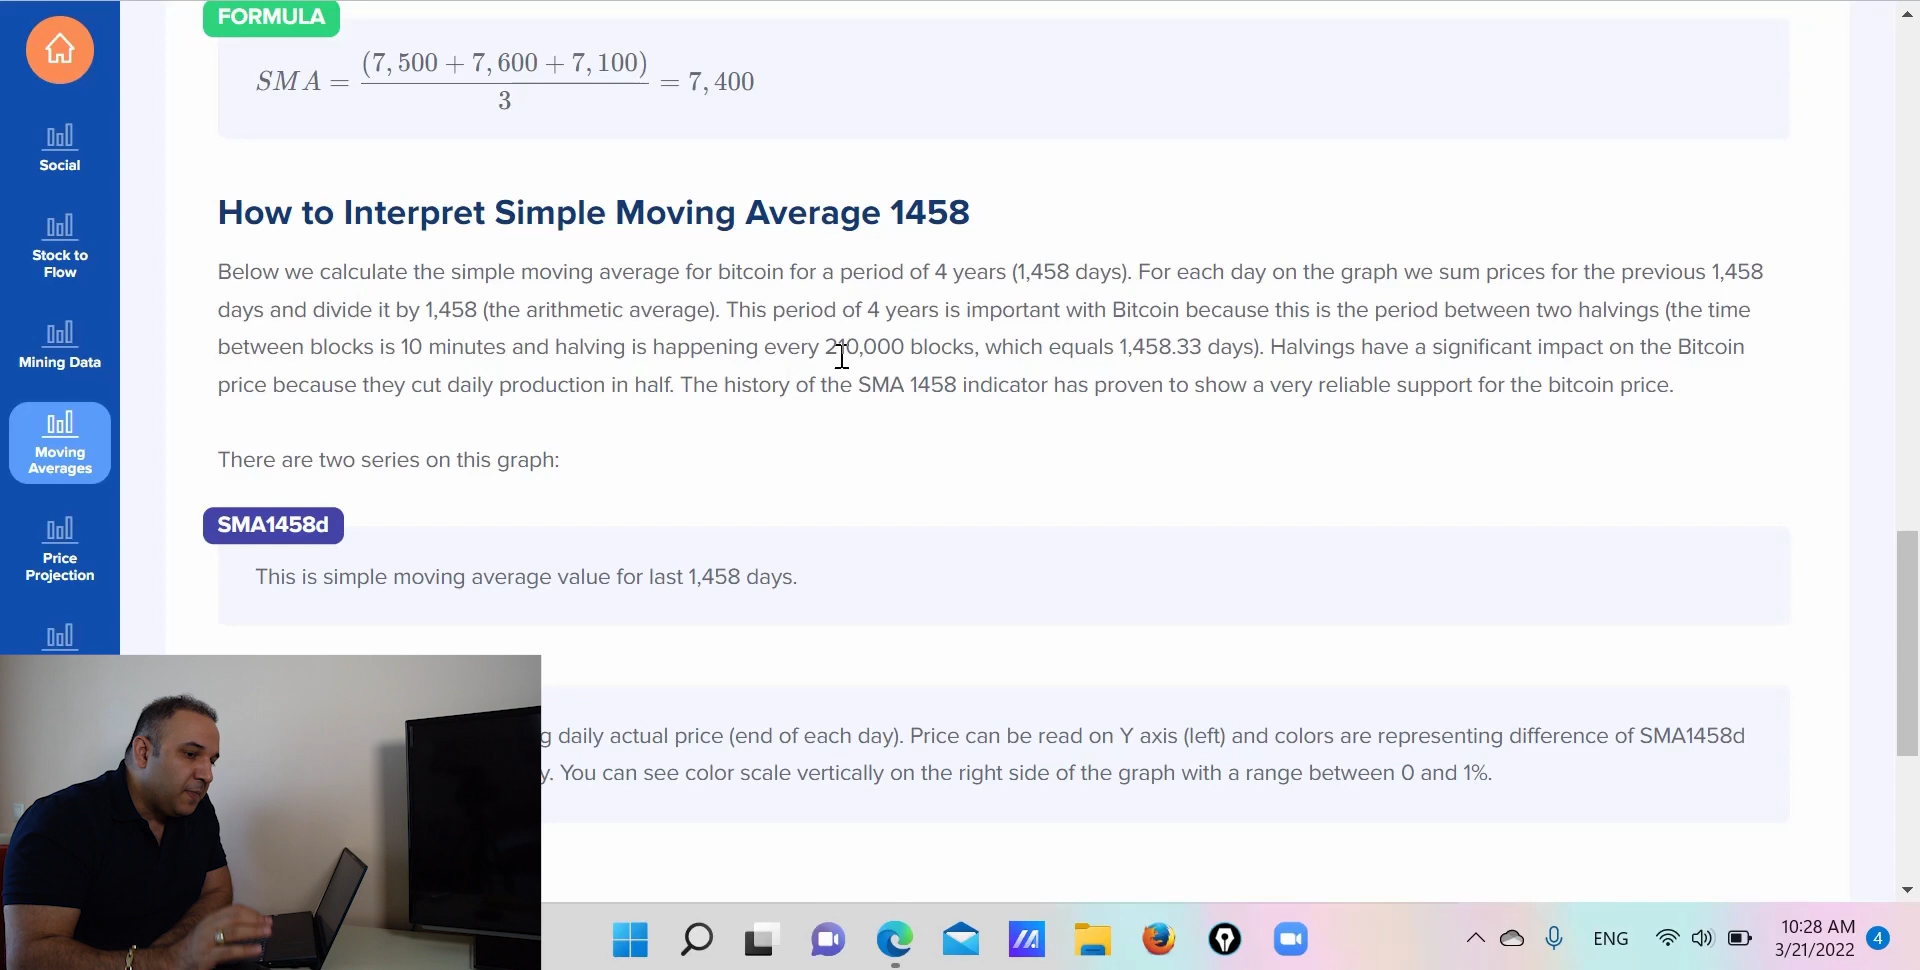 FORMULA
SMA = (7,500 + 7,600 + 7,100) / 3 = 7,400
Social
Stock to
Flow
Mining Data
Moving
Averages
Price
Projection
How to Interpret Simple Moving Average 1458
Below we calculate the simple moving average for bitcoin for a period of 4 years (1,458 days). For each day on the graph we sum prices for the previous 1,458
days and divide it by 1,458 (the arithmetic average). This period of 4 years is important with Bitcoin because this is the period between two halvings (the time
between blocks is 10 minutes and halving is happening every 210,000 blocks, which equals 1,458.33 days). Halvings have a significant impact on the Bitcoin
price because they cut daily production in half. The history of the SMA 1458 indicator has proven to show a very reliable support for the bitcoin price.
There are two series on this graph:
SMA1458d
This is simple moving average value for last 1,458 days.
g daily actual price (end of each day). Price can be read on Y axis (left) and colors are representing difference of SMA1458d
y. You can see color scale vertically on the right side of the graph with a range between 0 and 1%.
ENG
10:28 AM
3/21/2022
4